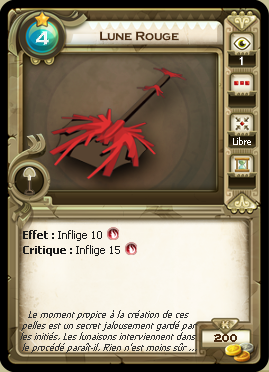 4
LUNE ROUGE
1
Libre
Effet : Inflige 10
Critique : Inflige 15
Le moment propice à la création de ces
pelles est un secret jalousement gardé par
les initiés. Les lunaisons interviennent dans
le procédé paraît-il. Rien n'est moins sûr ...
K
200